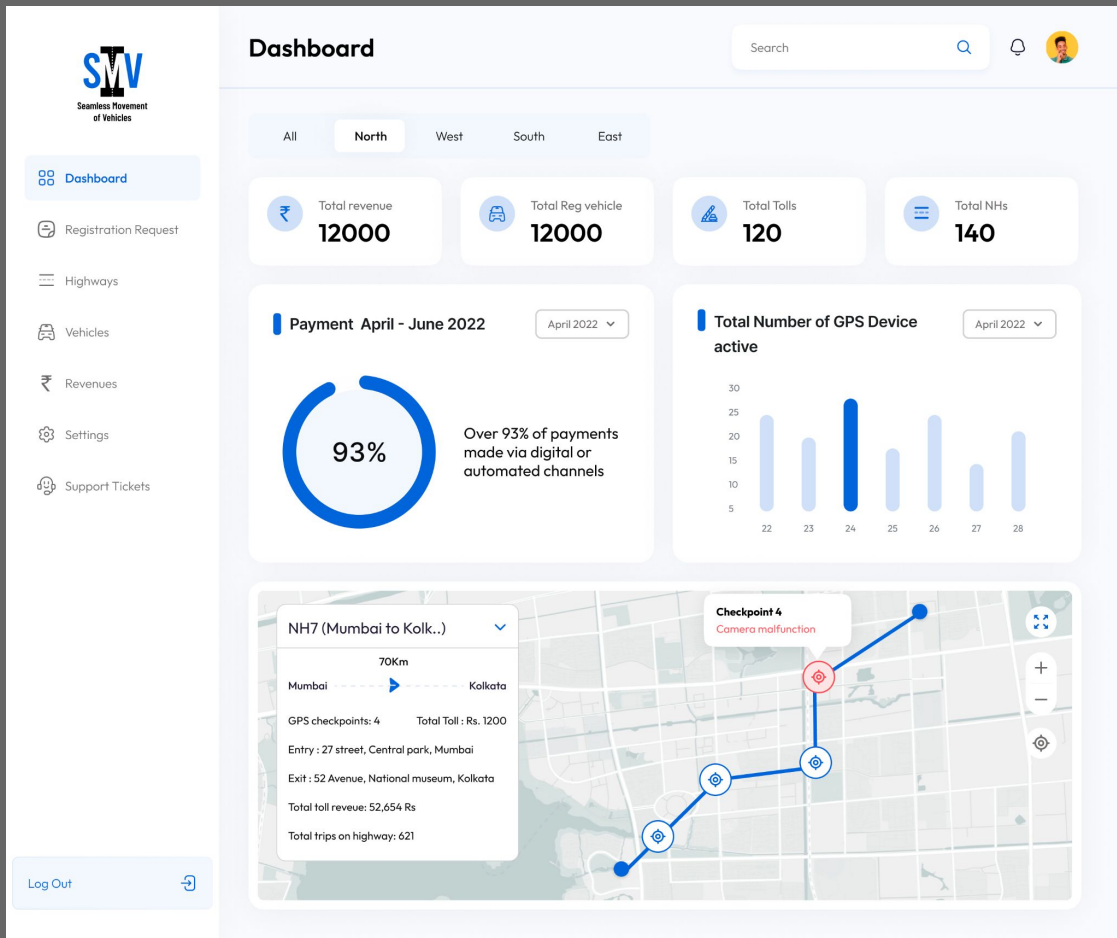 SMV
Seamless Movement
of Vehicles
Dashboard
Search
Dashboard
Registration Request
Highways
Vehicles
₹ Revenues
Settings
Support Tickets
Log Out
All North West South East
₹
Total revenue
12000
Total Reg vehicle
12000
Total Tolls
120
Total NHs
140
Payment April - June 2022
April 2022
93%
Over 93% of payments
made via digital or
automated channels
Total Number of GPS Device
active
April 2022
30
25
20
15
10
5
22 23 24 25 26 27 28
NH7 (Mumbai to Kolk..)
70Km
Mumbai Kolkata
GPS checkpoints: 4 Total Toll : Rs. 1200
Entry : 27 street, Central park, Mumbai
Exit : 52 Avenue, National museum, Kolkata
Total toll reveue: 52,654 Rs
Total trips on highway: 621
Checkpoint 4
Camera malfunction
+
−